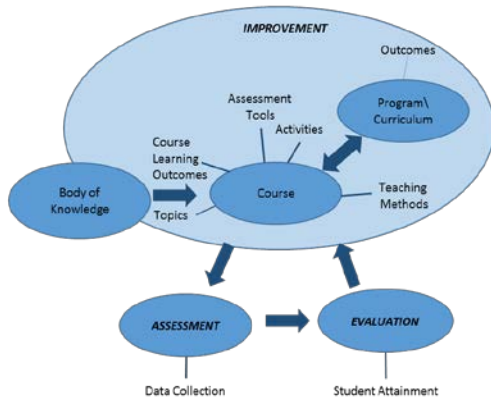 IMPROVEMENT
Outcomes
Program\
Curriculum
Assessment
Tools
Activities
Course
Learning
Outcomes
Body of
Knowledge
Course
Teaching
Methods
Topics
ASSESSMENT
EVALUATION
Data Collection
Student Attainment